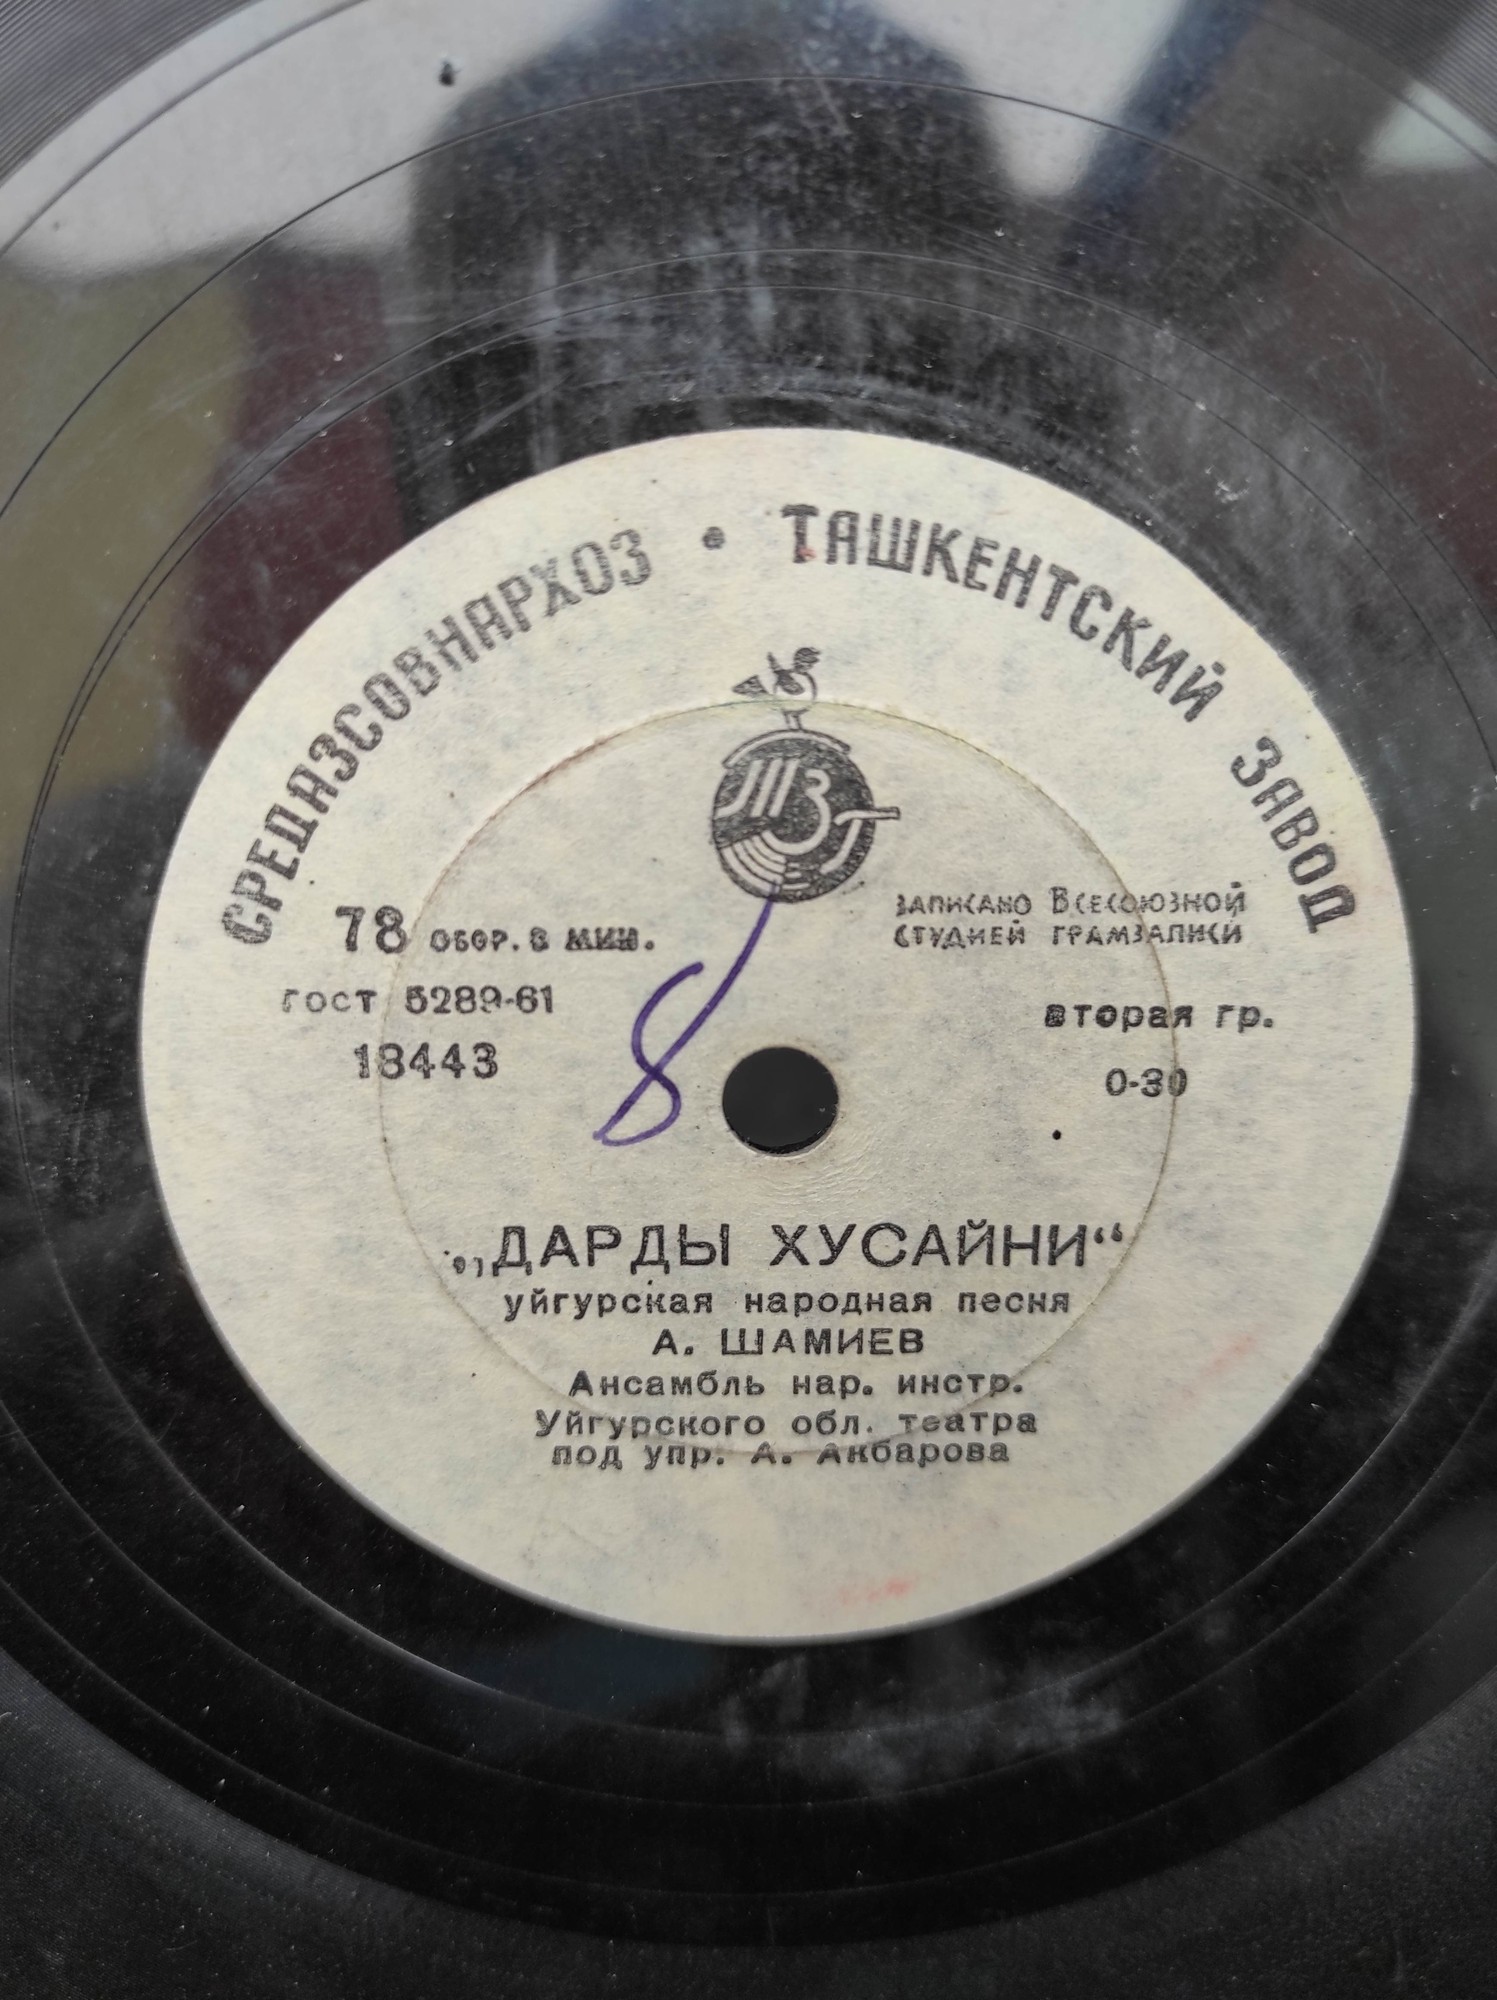 СРЕДАЗСОВНАРХОЗ • ТАШКЕНТСКИЙ ЗАВОД
ТЗ
78 ОБОР. В МИН.
ЗАПИСАНО ВСЕСОЮЗНОЙ
СТУДИЕЙ ГРАМЗАПИСИ
ГОСТ 5289-61
вторая гр.
18443
0-30
8
„ДАРДЫ ХУСАЙНИ“
уйгурская народная песня
А. ШАМИЕВ
Ансамбль нар. инстр.
Уйгурского обл. театра
под упр. А. Акбарова